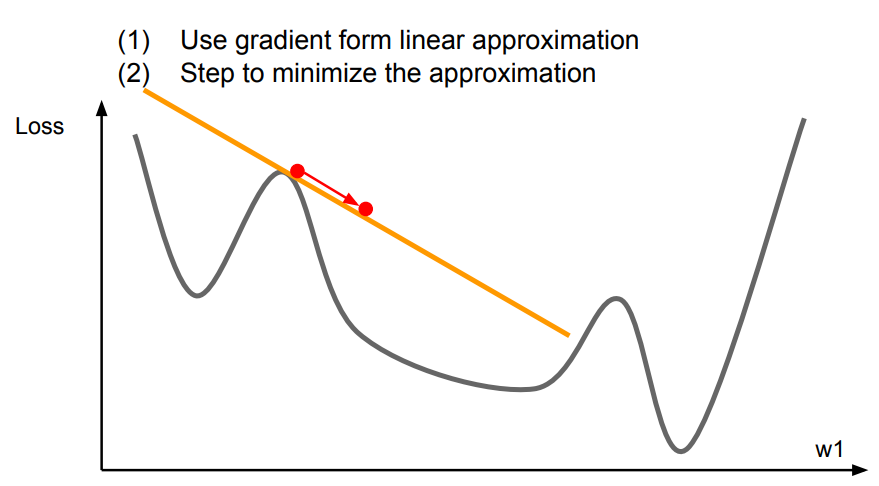 (1) Use gradient form linear approximation
(2) Step to minimize the approximation
Loss
w1